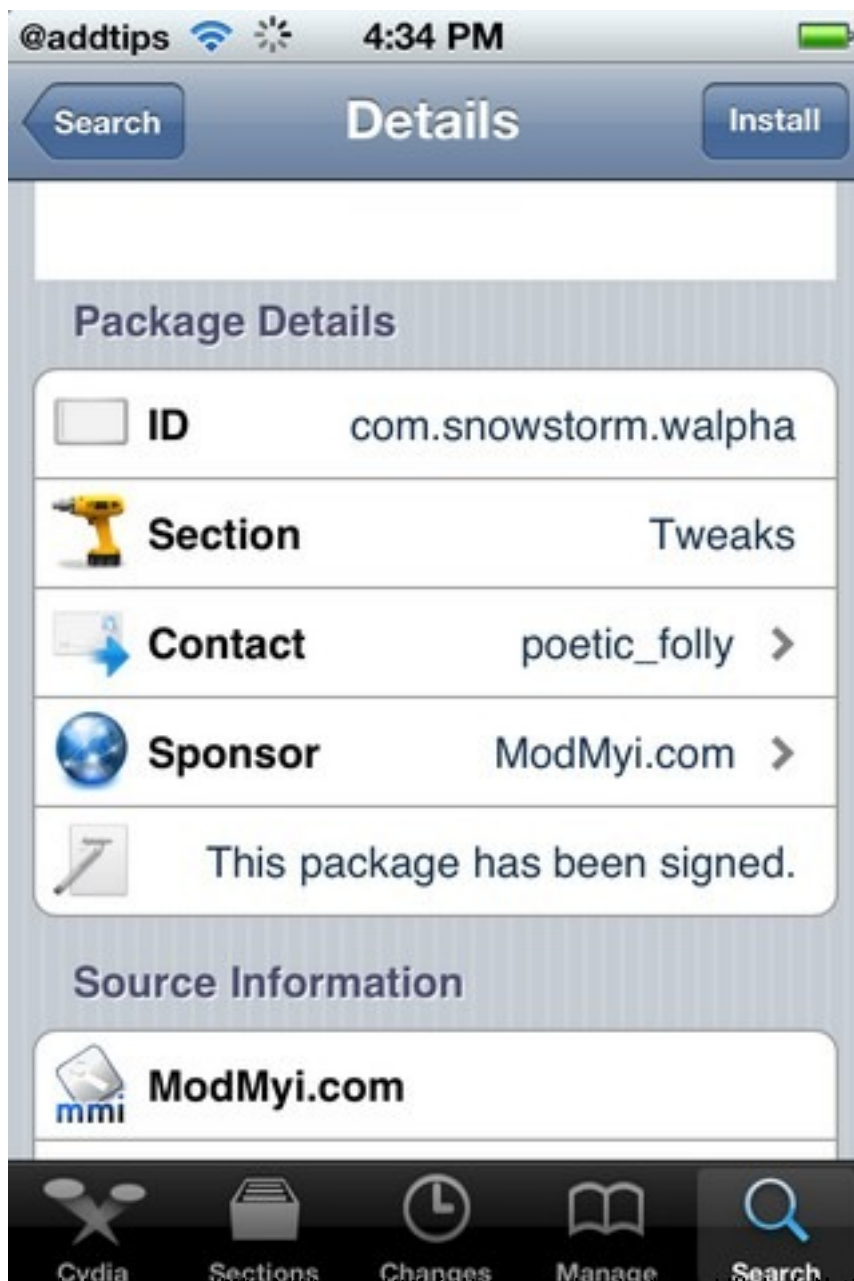 @addtips 4:34 PM
Search Details Install
Package Details
ID com.snowstorm.walpha
Section Tweaks
Contact poetic_folly
Sponsor ModMyi.com
This package has been signed.
Source Information
mmi ModMyi.com
Cydia Sections Changes Manage Search